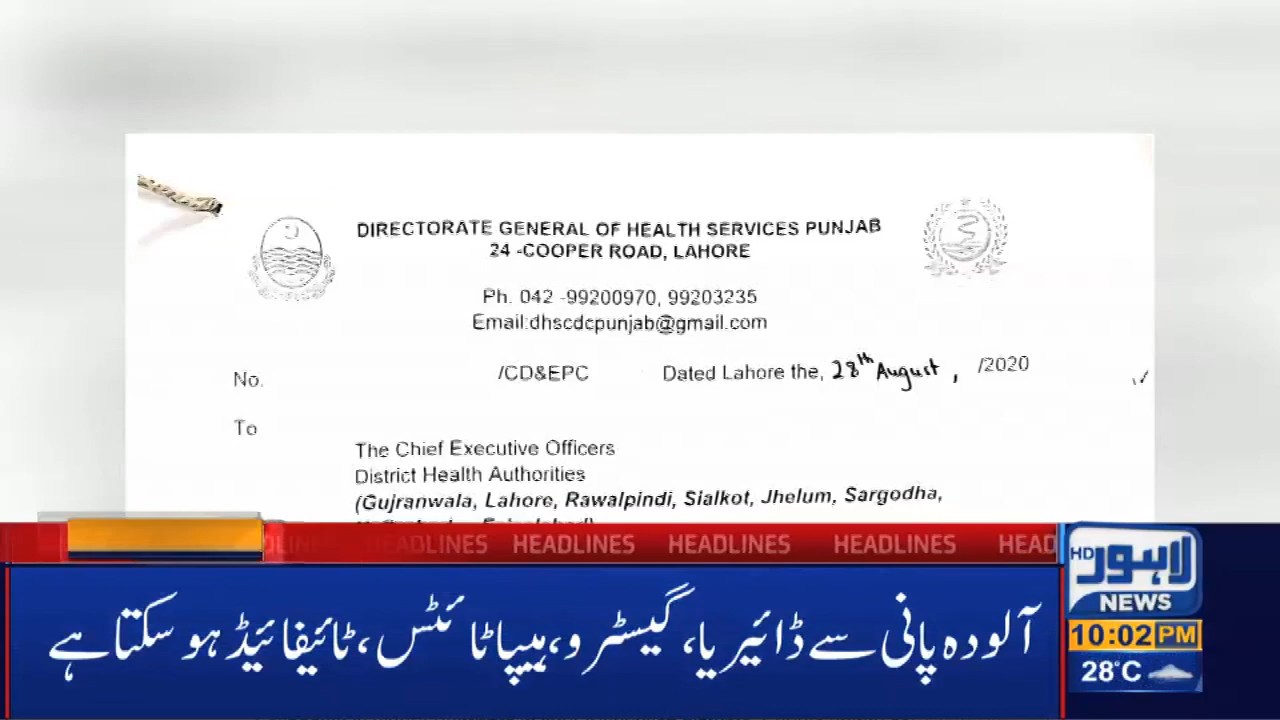 DIRECTORATE GENERAL OF HEALTH SERVICES PUNJAB
24 -COOPER ROAD, LAHORE
Ph. 042 -99200970, 99203235
Email:dhscdcpunjab@gmail.com
No. /CD&EPC Dated Lahore the, 28th August, /2020
To
The Chief Executive Officers
District Health Authorities
(Gujranwala, Lahore, Rawalpindi, Sialkot, Jhelum, Sargodha,
HEADLINES HEADLINES HEADLINES HEADLINES
آلودہ پانی سے ڈائیریا، گیسٹرو، ہیپاٹائٹس، ٹائیفائیڈ ہوسکتا ہے
HD لاہور
NEWS
10:02 PM
28°C